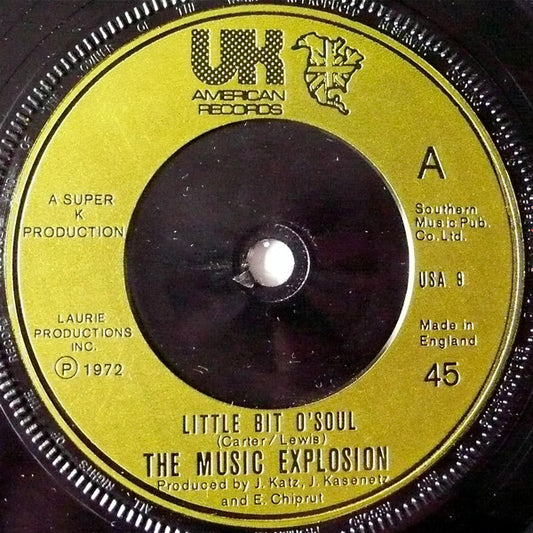 UK
AMERICAN
RECORDS
A
A SUPER
K
PRODUCTION
Southern
Music Pub.
Co. Ltd.
USA 9
LAURIE
PRODUCTIONS
INC.
Ⓟ 1972
Made in
England
45
LITTLE BIT O'SOUL
(Carter/Lewis)
THE MUSIC EXPLOSION
Produced by J. Katz, J. Kasenetz
and E. Chiprut